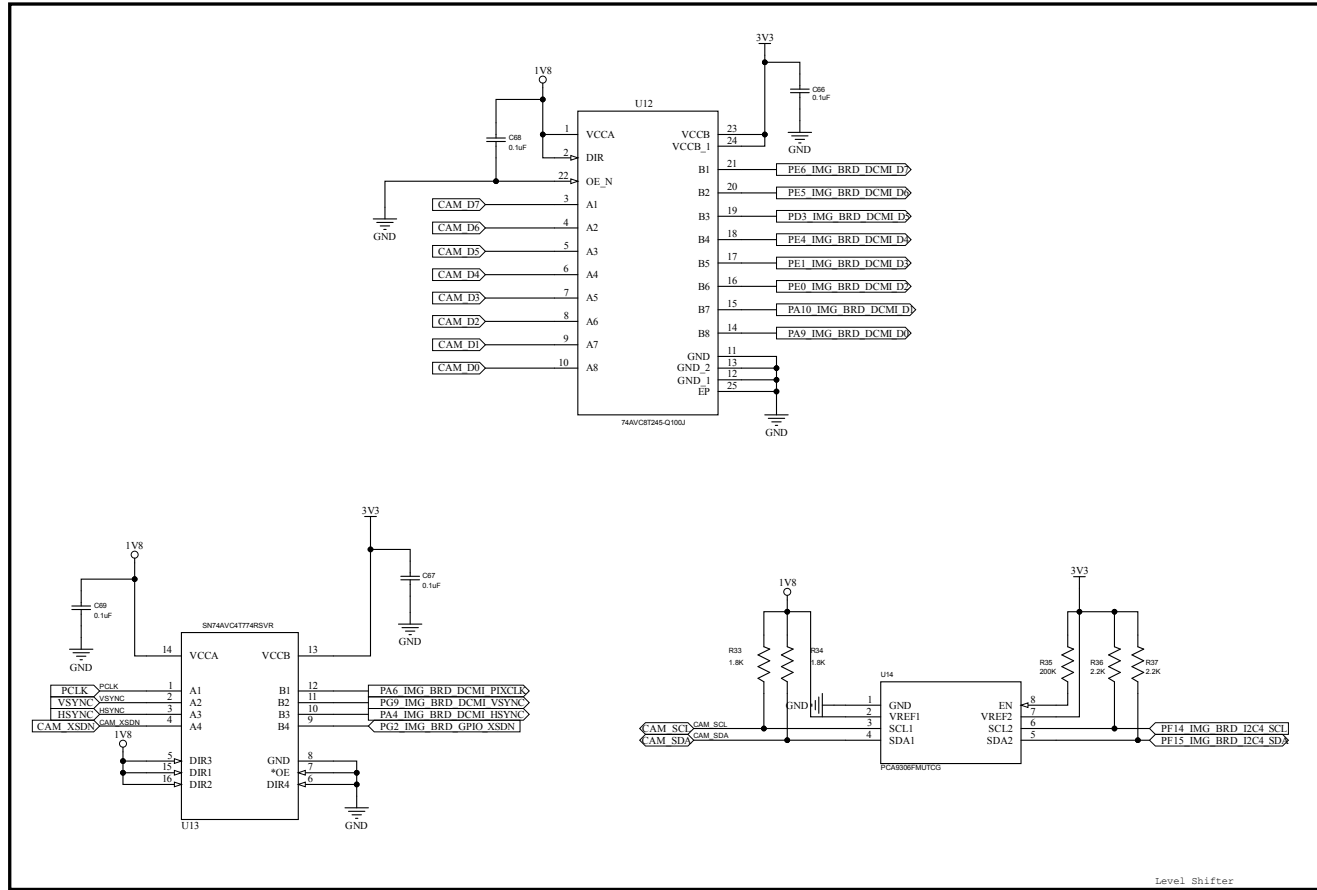 3V3
1V8
C66
0.1uF
U12
C68
0.1uF
GND
1 VCCA VCCB 23
VCCB_1 24
2 DIR
B1 21 PE6_IMG_BRD_DCMI_D7
22 OE_N
B2 20 PE5_IMG_BRD_DCMI_D6
CAM_D7 3 A1
B3 19 PD3_IMG_BRD_DCMI_D5
GND
CAM_D6 4 A2
B4 18 PE4_IMG_BRD_DCMI_D4
CAM_D5 5 A3
B5 17 PE1_IMG_BRD_DCMI_D3
CAM_D4 6 A4
B6 16 PE0_IMG_BRD_DCMI_D2
CAM_D3 7 A5
B7 15 PA10_IMG_BRD_DCMI_D1
CAM_D2 8 A6
B8 14 PA9_IMG_BRD_DCMI_D0
CAM_D1 9 A7
GND 11
CAM_D0 10 A8
GND_2 13
GND_1 12
EP 25
74AVC8T245-Q100J
GND
3V3
1V8
C67
0.1uF
C69
0.1uF
GND
SN74AVC4T774RSVR
GND
14 VCCA VCCB 13
PCLK PCLK 1 A1 B1 12 PA6_IMG_BRD_DCMI_PIXCLK
VSYNC VSYNC 2 A2 B2 11 PG9_IMG_BRD_DCMI_VSYNC
HSYNC HSYNC 3 A3 B3 10 PA4_IMG_BRD_DCMI_HSYNC
CAM_XSDN CAM_XSDN 4 A4 B4 9 PG2_IMG_BRD_GPIO_XSDN
1V8
5 DIR3 GND 8
15 DIR1 *OE 7
16 DIR2 DIR4 6
U13
GND
1V8
3V3
R33
1.8K
R34
1.8K
R35
200K
R36
2.2K
R37
2.2K
U14
GND 1 GND EN 8
2 VREF1 VREF2 7
CAM_SCL CAM_SCL 3 SCL1 SCL2 6 PF14_IMG_BRD_I2C4_SCL
CAM_SDA CAM_SDA 4 SDA1 SDA2 5 PF15_IMG_BRD_I2C4_SDA
PCA9306FMUTCG
Level Shifter